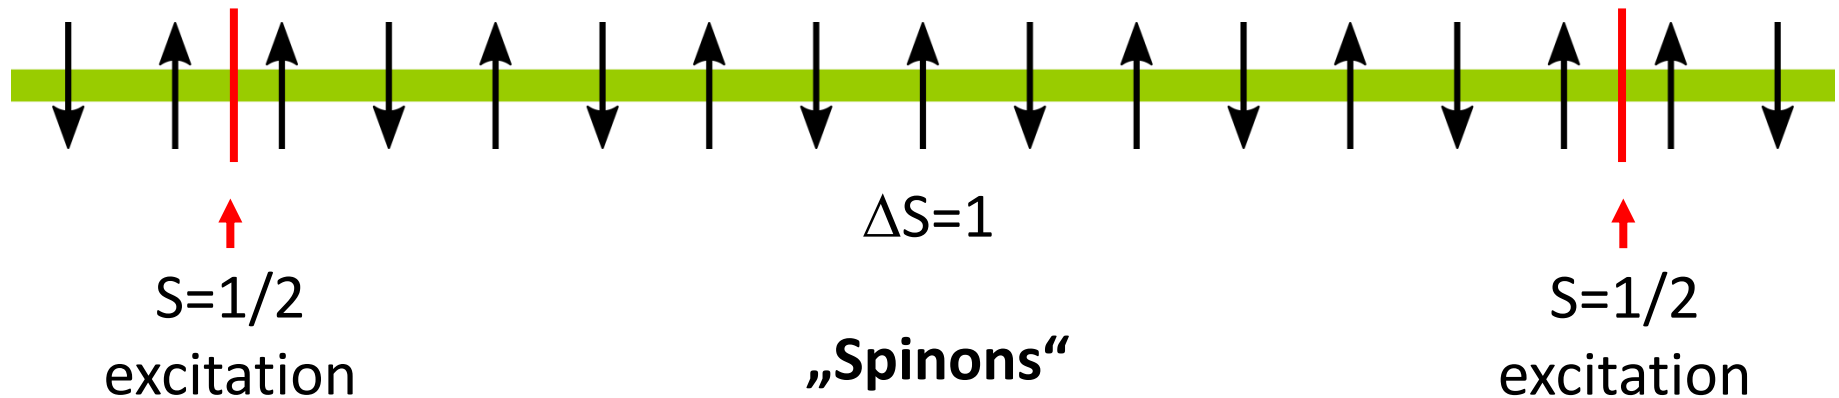 ΔS=1
S=1/2
excitation
„Spinons“
S=1/2
excitation